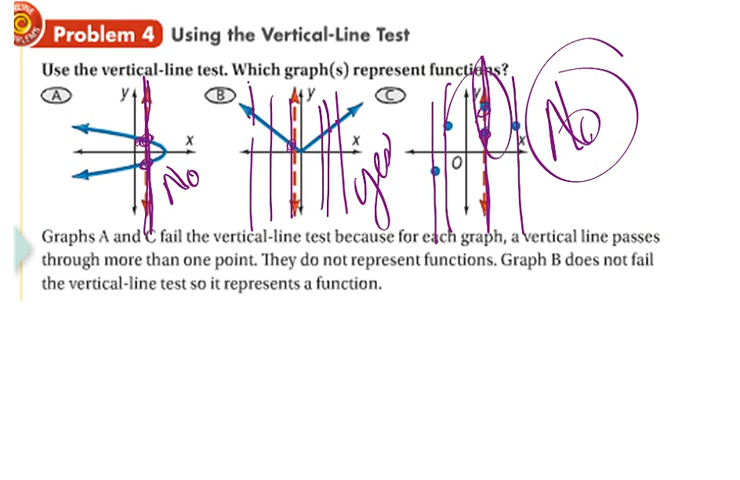 Problem 4 Using the Vertical-Line Test
Use the vertical-line test. Which graph(s) represent functions?
A y B y C y
x x x
O
No yes No
Graphs A and C fail the vertical-line test because for each graph, a vertical line passes
through more than one point. They do not represent functions. Graph B does not fail
the vertical-line test so it represents a function.